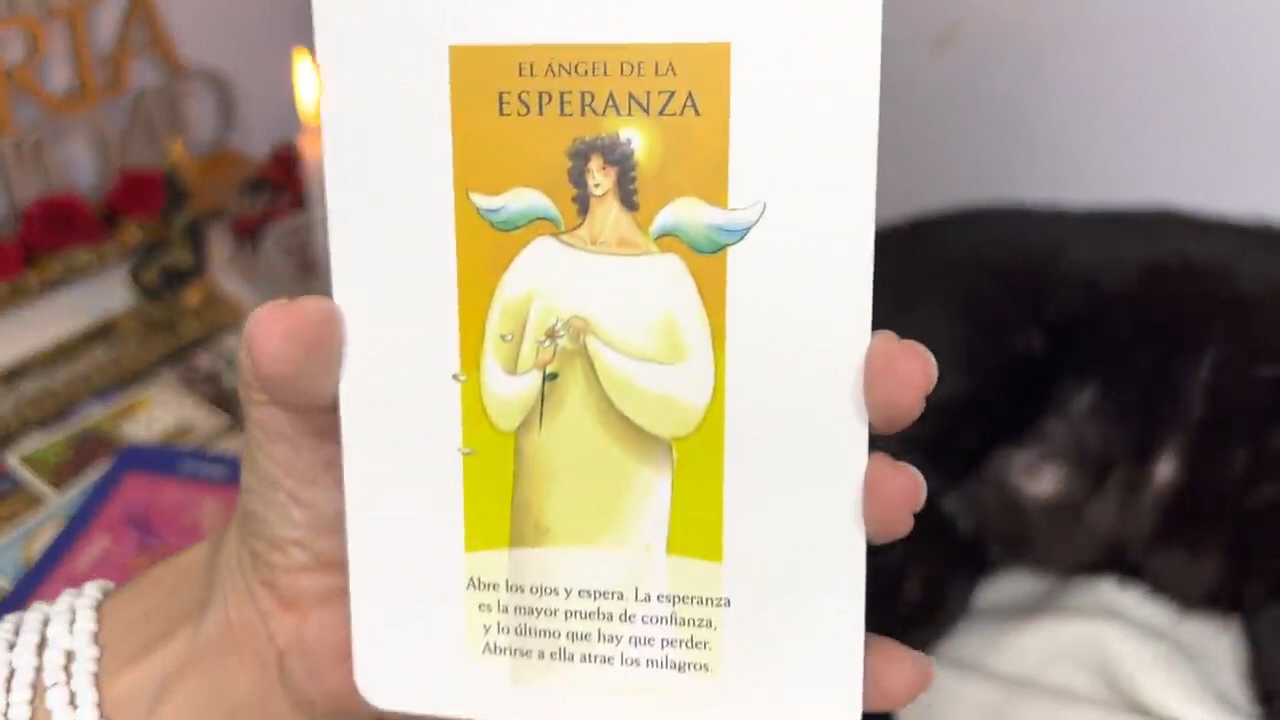 EL ÁNGEL DE LA
ESPERANZA
Abre los ojos y espera. La esperanza
es la mayor prueba de confianza,
y lo último que hay que perder.
Abrirse a ella atrae los milagros.
RIA